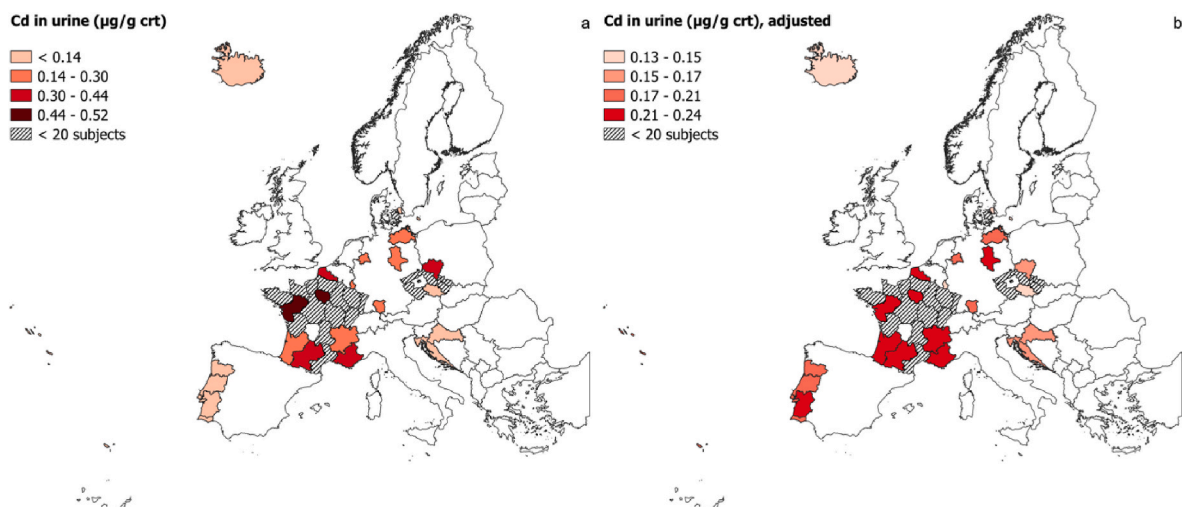 Cd in urine (µg/g crt)
a
< 0.14
0.14 - 0.30
0.30 - 0.44
0.44 - 0.52
< 20 subjects
Cd in urine (µg/g crt), adjusted
b
0.13 - 0.15
0.15 - 0.17
0.17 - 0.21
0.21 - 0.24
< 20 subjects